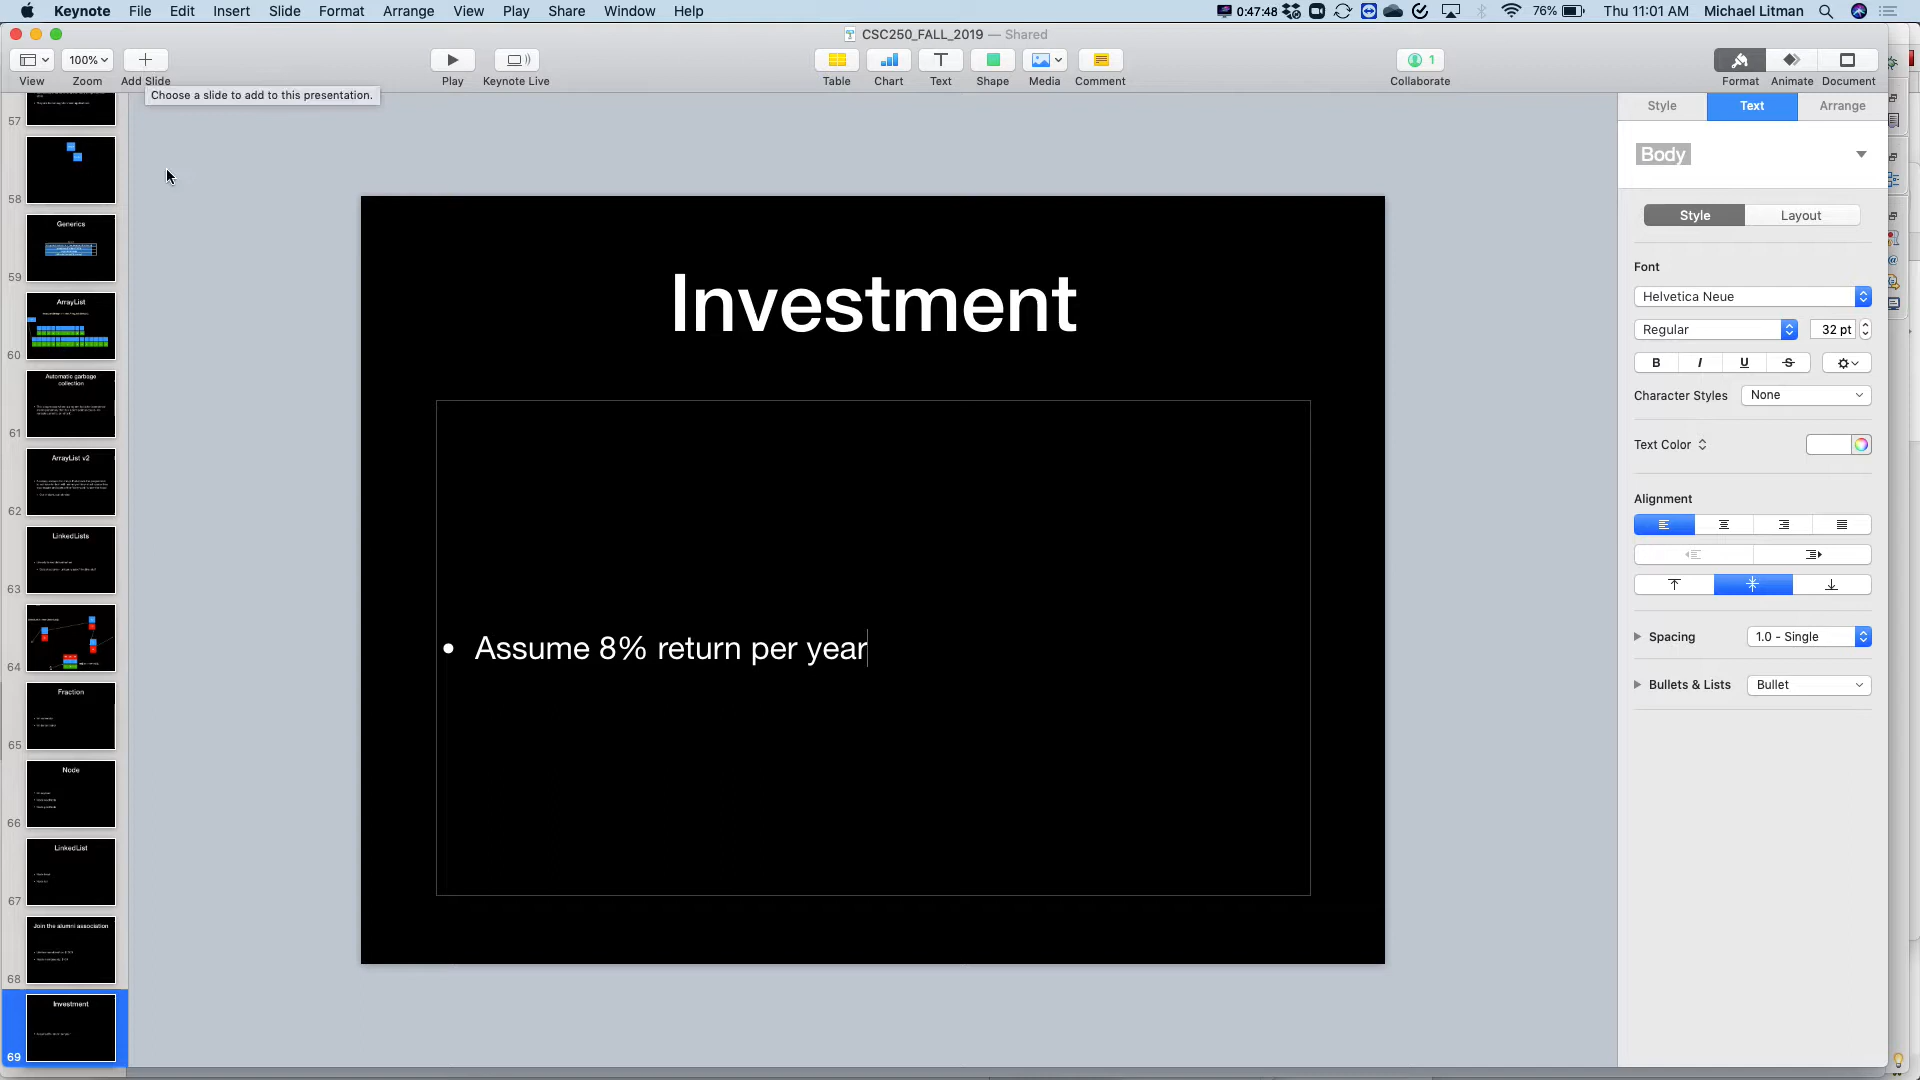 Keynote File Edit Insert Slide Format Arrange View Play Share Window Help 0:47:48 76% Thu 11:01 AM Michael Litman
CSC250_FALL_2019 — Shared
100%
View Zoom Add Slide Play Keynote Live Table Chart Text Shape Media Comment 1 Collaborate Format Animate Document
Choose a slide to add to this presentation.
57
58
Generics
59
ArrayList
60
Automatic garbage
collection
61
ArrayList v2
62
LinkedLists
63
64
Fraction
65
Node
66
LinkedList
67
Join the alumni association
68
Investment
69
Investment
• Assume 8% return per year
Style Text Arrange
Body
Style Layout
Font
Helvetica Neue
Regular 32 pt
B I U S
Character Styles None
Text Color
Alignment
Spacing 1.0 - Single
Bullets & Lists Bullet